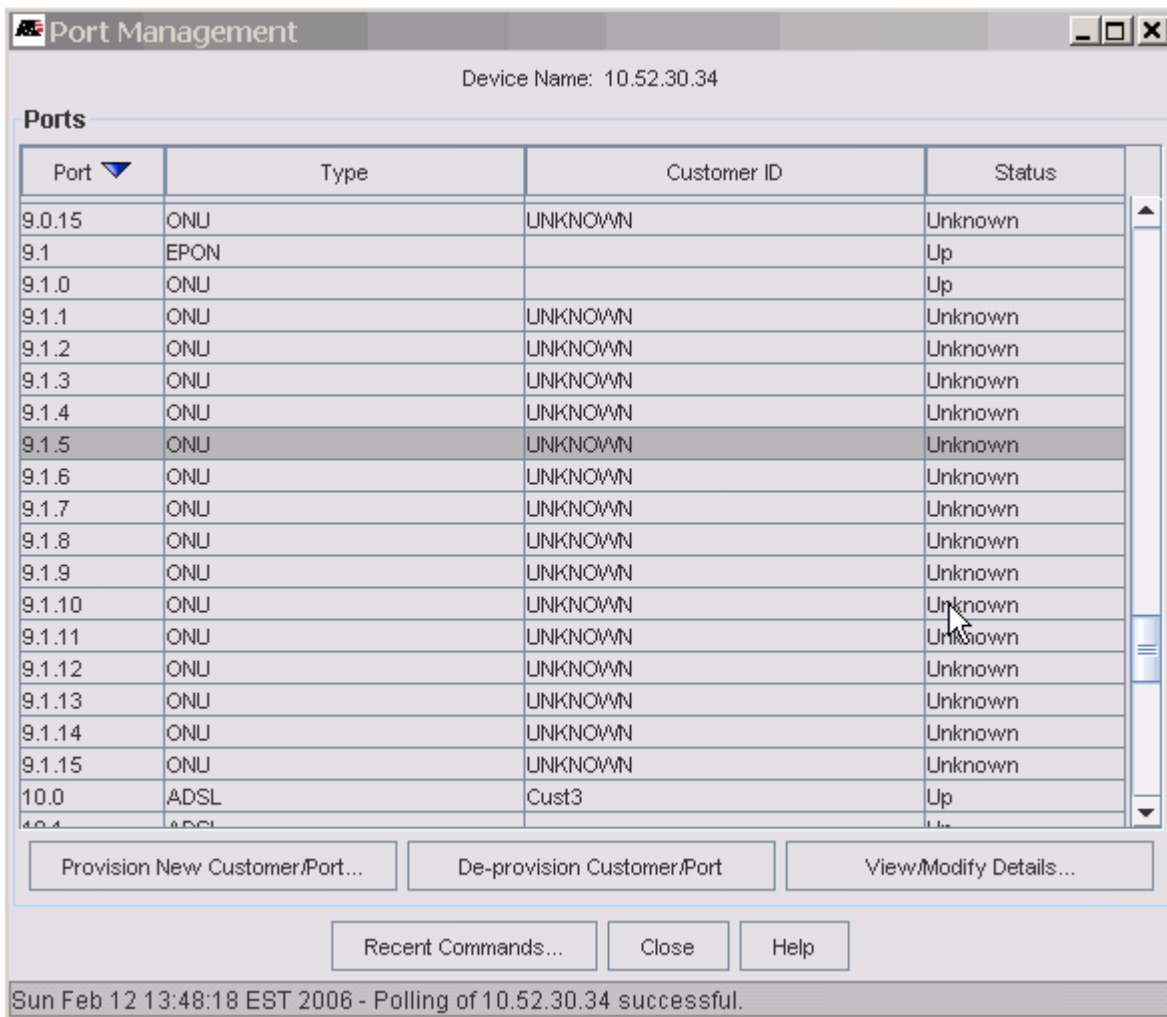 Port Management
Device Name: 10.52.30.34
Ports
Port Type Customer ID Status
9.0.15 ONU UNKNOWN Unknown
9.1 EPON Up
9.1.0 ONU Up
9.1.1 ONU UNKNOWN Unknown
9.1.2 ONU UNKNOWN Unknown
9.1.3 ONU UNKNOWN Unknown
9.1.4 ONU UNKNOWN Unknown
9.1.5 ONU UNKNOWN Unknown
9.1.6 ONU UNKNOWN Unknown
9.1.7 ONU UNKNOWN Unknown
9.1.8 ONU UNKNOWN Unknown
9.1.9 ONU UNKNOWN Unknown
9.1.10 ONU UNKNOWN Unknown
9.1.11 ONU UNKNOWN Unknown
9.1.12 ONU UNKNOWN Unknown
9.1.13 ONU UNKNOWN Unknown
9.1.14 ONU UNKNOWN Unknown
9.1.15 ONU UNKNOWN Unknown
10.0 ADSL Cust3 Up
10.1 ADSL Up
Provision New Customer/Port... De-provision Customer/Port View/Modify Details...
Recent Commands... Close Help
Sun Feb 12 13:48:18 EST 2006 - Polling of 10.52.30.34 successful.